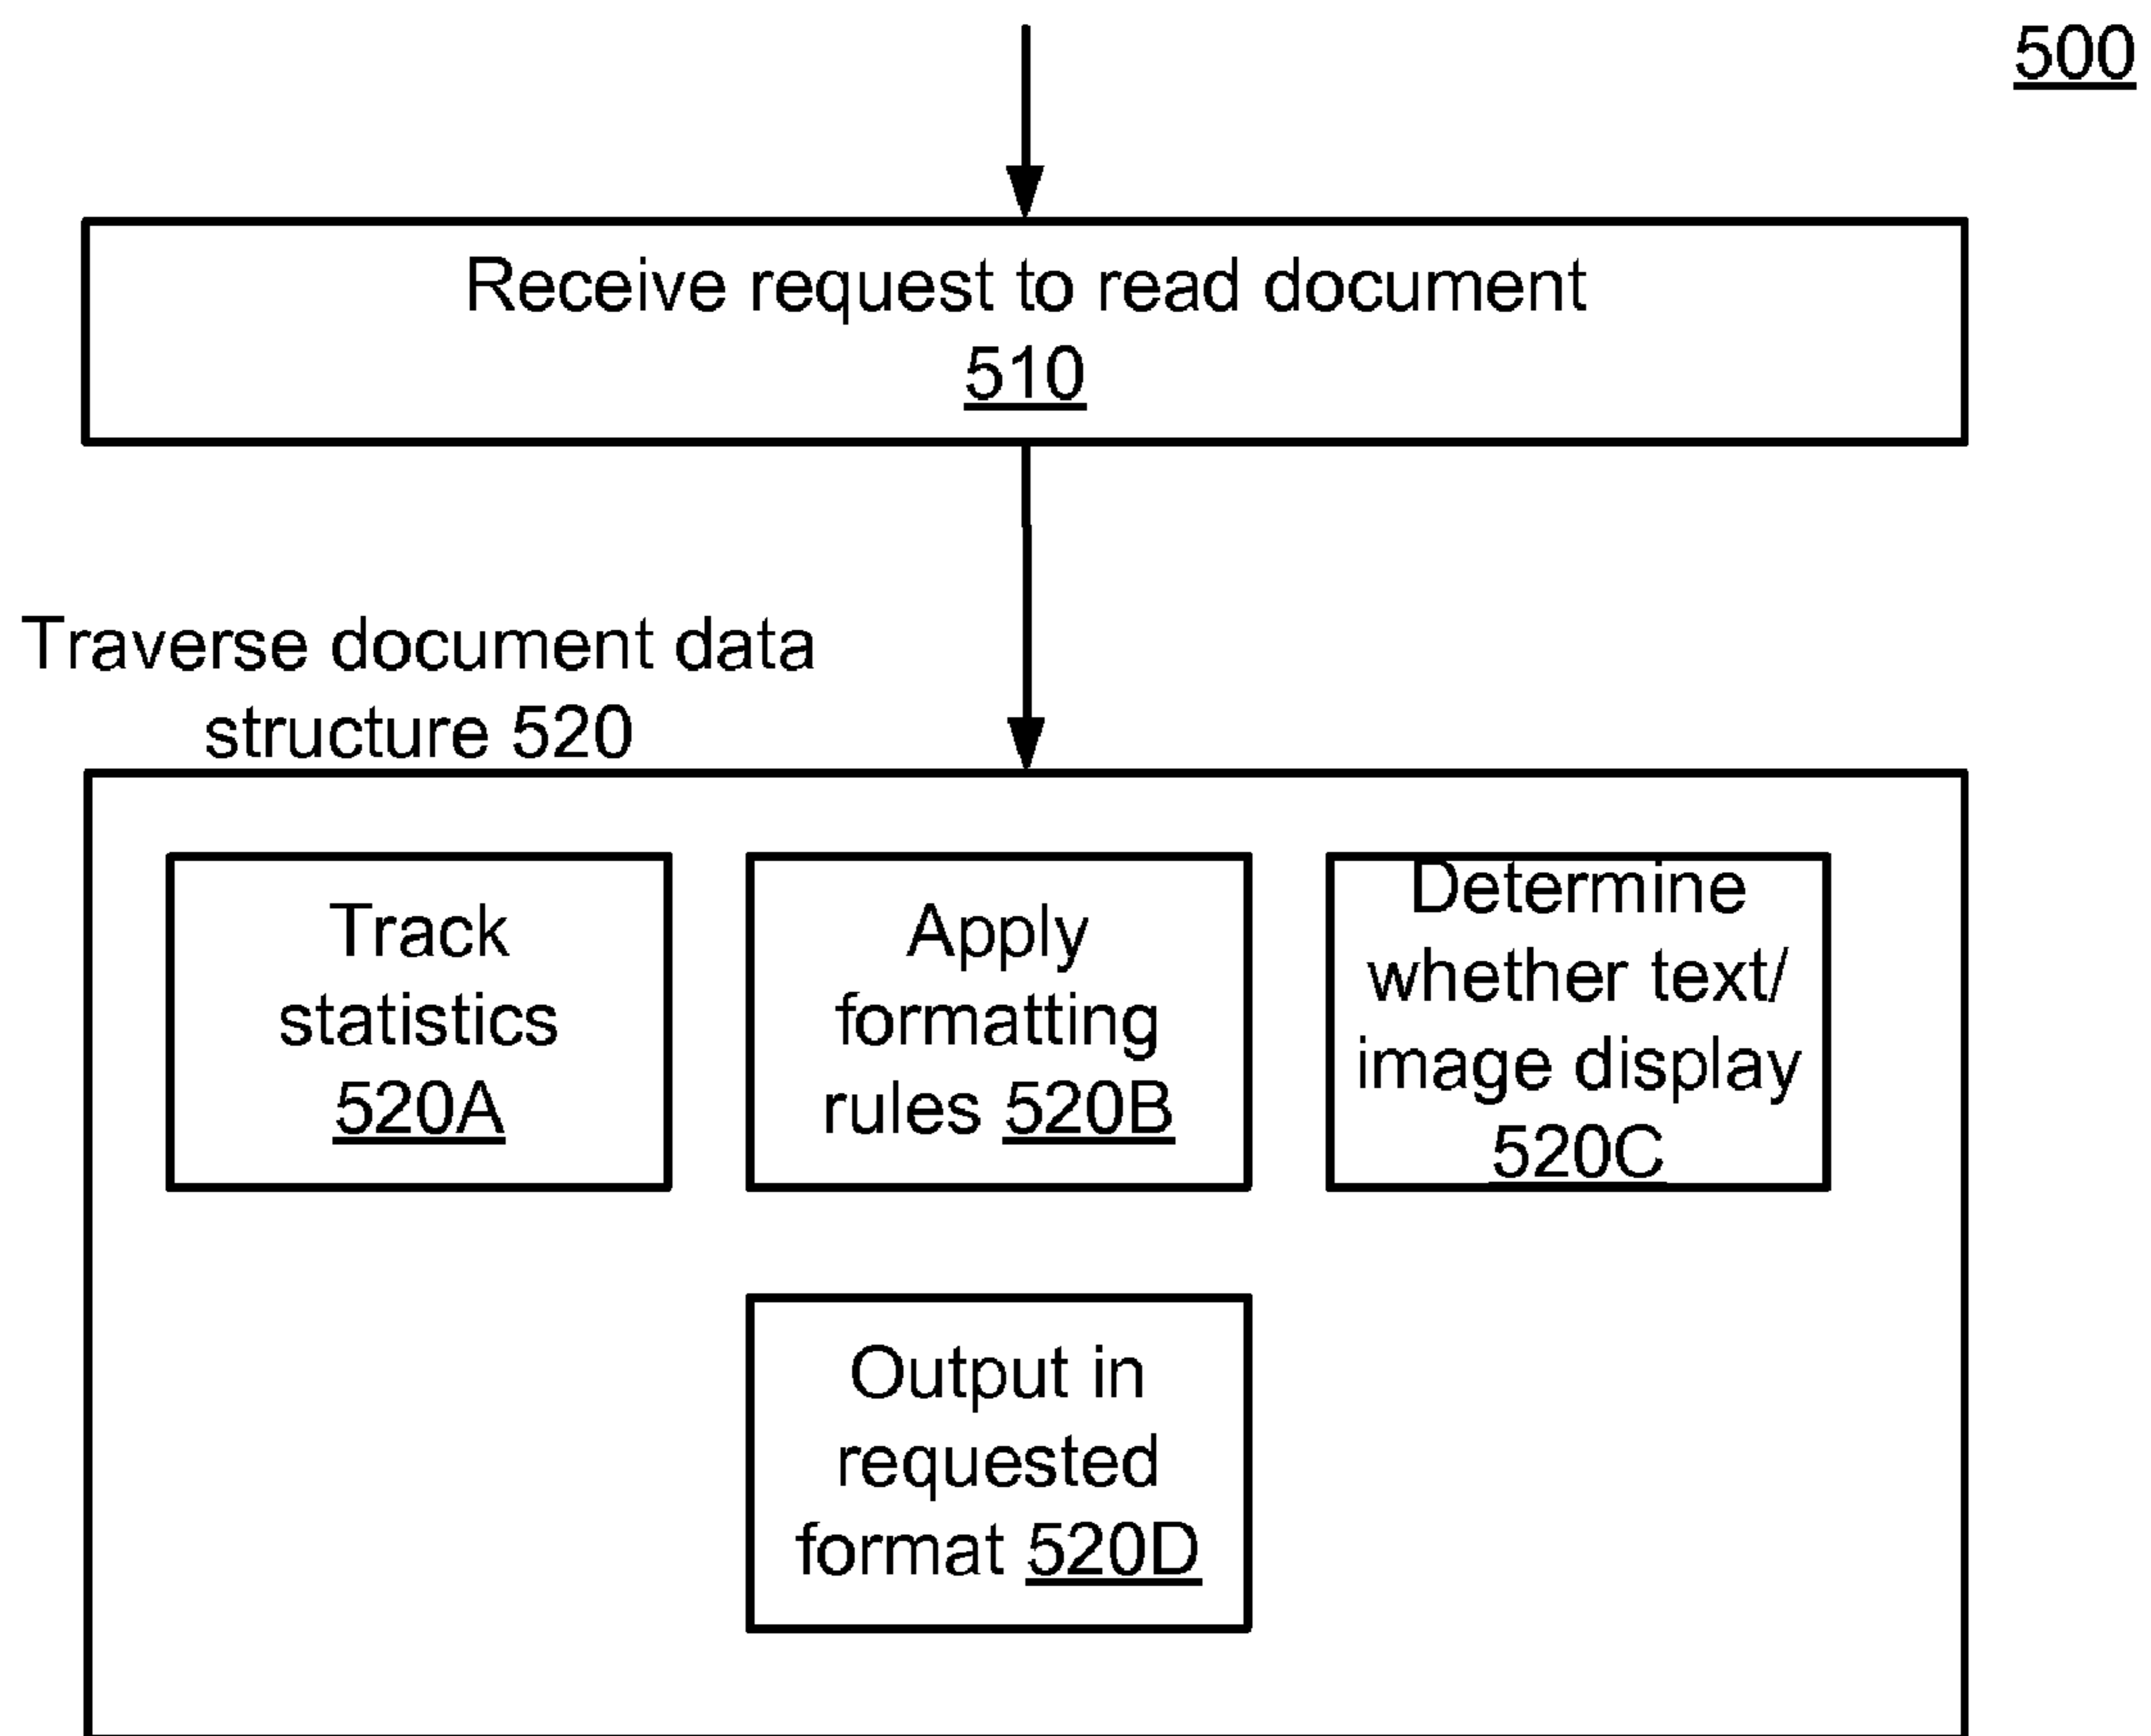 500
Receive request to read document
510
Traverse document data
structure 520
Track
statistics
520A
Apply
formatting
rules 520B
Determine
whether text/
image display
520C
Output in
requested
format 520D